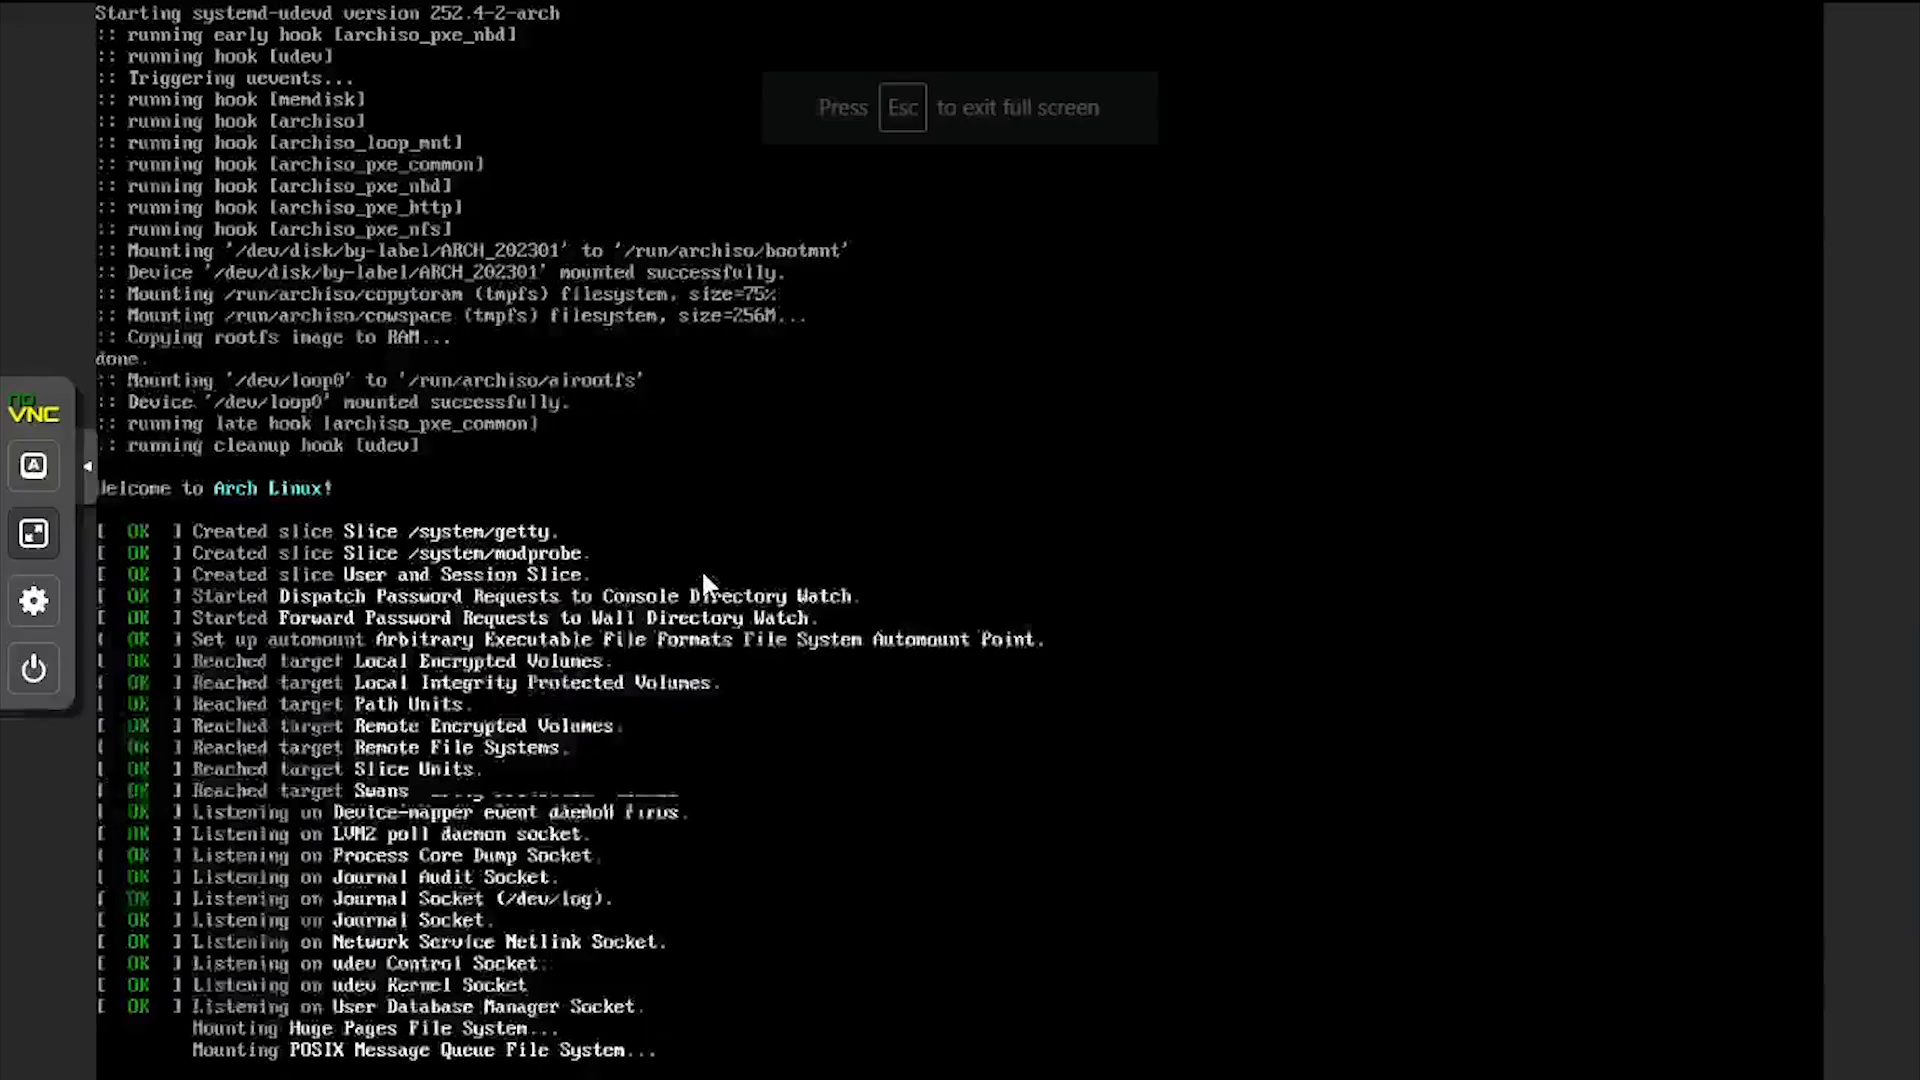 Starting systemd-udevd version 252.4-2-arch
:: running early hook [archiso_pxe_nbd]
:: running hook [udev]
:: Triggering uevents...
:: running hook [memdisk]
:: running hook [archiso]
:: running hook [archiso_loop_mnt]
:: running hook [archiso_pxe_common]
:: running hook [archiso_pxe_nbd]
:: running hook [archiso_pxe_http]
:: running hook [archiso_pxe_nfs]
:: Mounting '/dev/disk/by-label/ARCH_202301' to '/run/archiso/bootmnt'
:: Device '/dev/disk/by-label/ARCH_202301' mounted successfully.
:: Mounting /run/archiso/copytoram (tmpfs) filesystem, size=75%
:: Mounting /run/archiso/cowspace (tmpfs) filesystem, size=256M...
:: Copying rootfs image to RAM...
done.
:: Mounting '/dev/loop0' to '/run/archiso/airootfs'
:: Device '/dev/loop0' mounted successfully.
:: running late hook [archiso_pxe_common]
:: running cleanup hook [udev]
Welcome to Arch Linux!
[ OK ] Created slice Slice /system/getty.
[ OK ] Created slice Slice /system/modprobe.
[ OK ] Created slice User and Session Slice.
[ OK ] Started Dispatch Password Requests to Console Directory Watch.
[ OK ] Started Forward Password Requests to Wall Directory Watch.
[ OK ] Set up automount Arbitrary Executable File Formats File System Automount Point.
[ OK ] Reached target Local Encrypted Volumes.
[ OK ] Reached target Local Integrity Protected Volumes.
[ OK ] Reached target Path Units.
[ OK ] Reached target Remote Encrypted Volumes.
[ OK ] Reached target Remote File Systems.
[ OK ] Reached target Slice Units.
[ OK ] Reached target Swaps
[ OK ] Listening on Device-mapper event daemon
[ OK ] Listening on LVM2 poll daemon socket.
[ OK ] Listening on Process Core Dump Socket.
[ OK ] Listening on Journal Audit Socket.
[ OK ] Listening on Journal Socket (/dev/log).
[ OK ] Listening on Journal Socket.
[ OK ] Listening on Network Service Netlink Socket.
[ OK ] Listening on udev Control Socket.
[ OK ] Listening on udev Kernel Socket
[ OK ] Listening on User Database Manager Socket.
Mounting Huge Pages File System...
Mounting POSIX Message Queue File System...
Press Esc to exit full screen
no
VNC
A